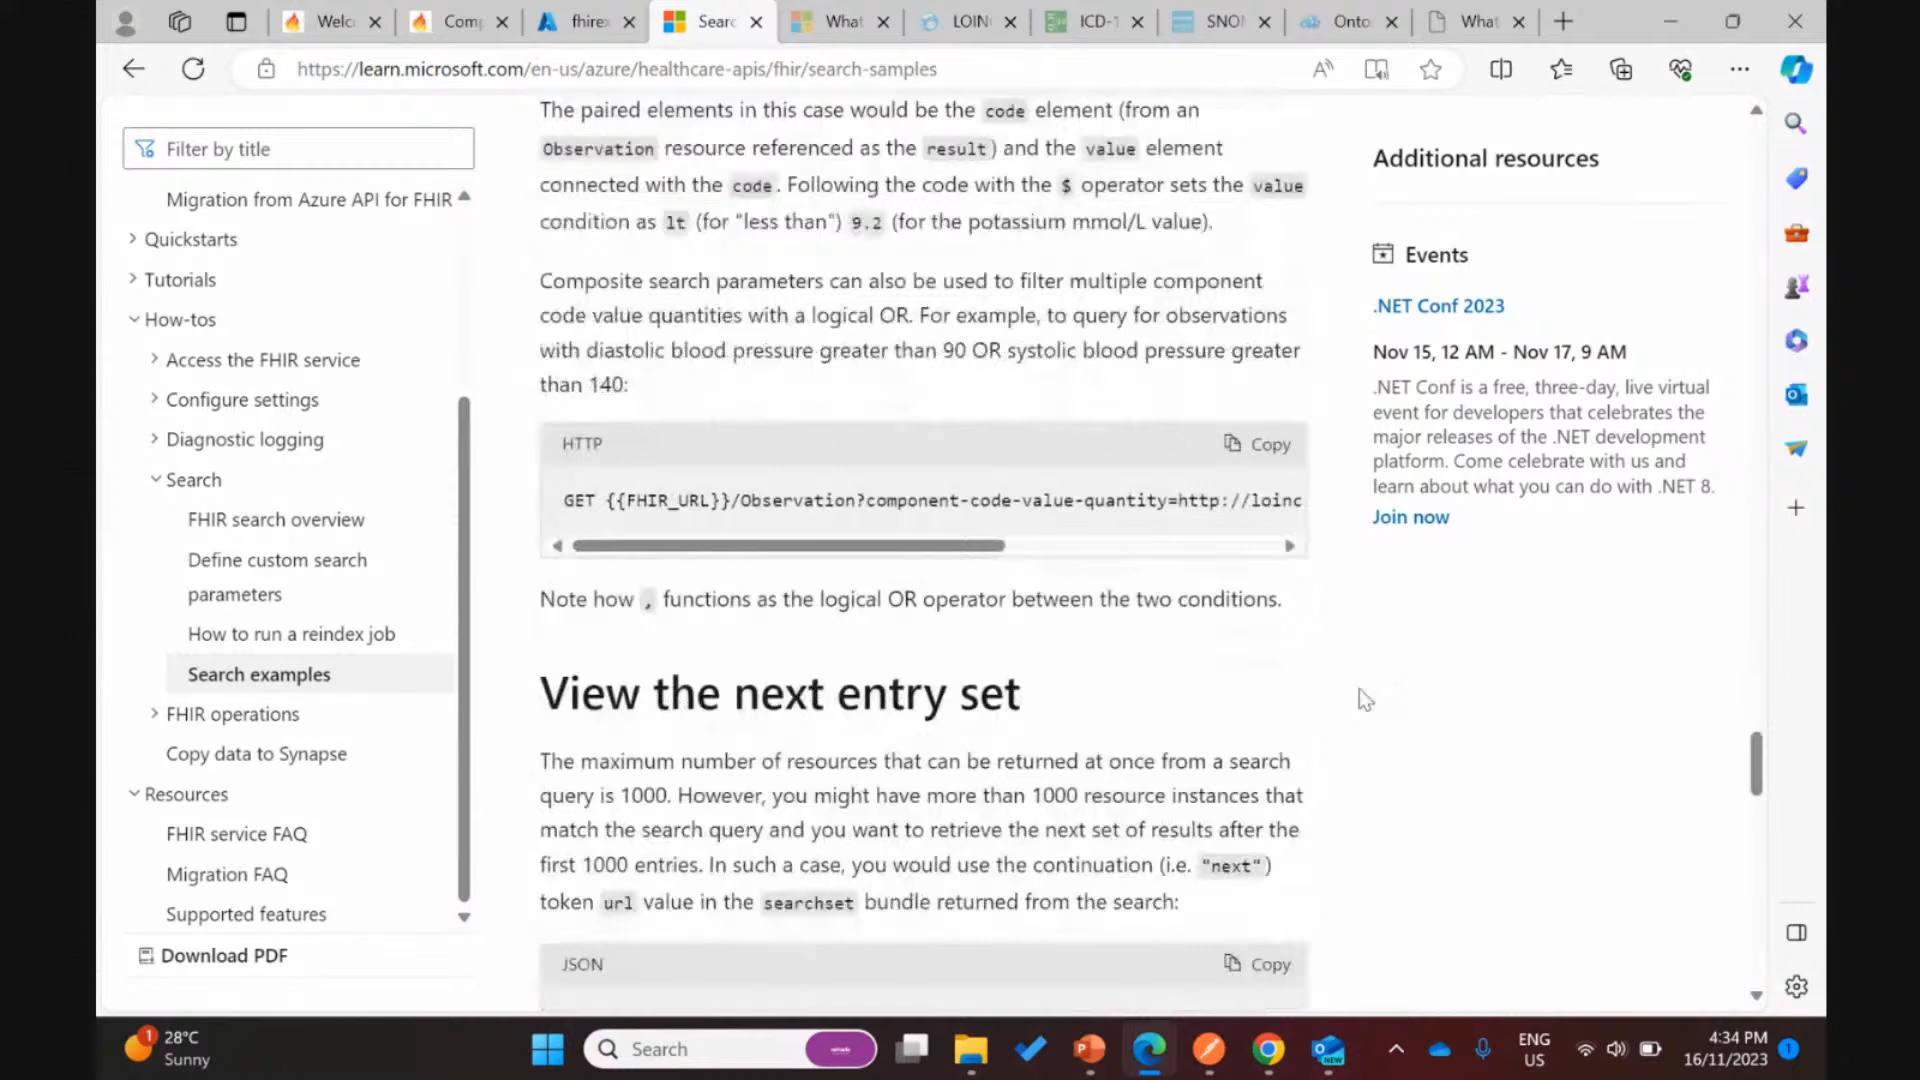 Welc
Comp
fhirex
Searc
What
LOIN
ICD-1
SNO
Onto
What
https://learn.microsoft.com/en-us/azure/healthcare-apis/fhir/search-samples
Filter by title
Migration from Azure API for FHIR
Quickstarts
Tutorials
How-tos
Access the FHIR service
Configure settings
Diagnostic logging
Search
FHIR search overview
Define custom search
parameters
How to run a reindex job
Search examples
FHIR operations
Copy data to Synapse
Resources
FHIR service FAQ
Migration FAQ
Supported features
Download PDF
The paired elements in this case would be the code element (from an
Observation resource referenced as the result) and the value element
connected with the code. Following the code with the $ operator sets the value
condition as lt (for "less than") 9.2 (for the potassium mmol/L value).
Composite search parameters can also be used to filter multiple component
code value quantities with a logical OR. For example, to query for observations
with diastolic blood pressure greater than 90 OR systolic blood pressure greater
than 140:
HTTP
Copy
GET {{FHIR_URL}}/Observation?component-code-value-quantity=http://loinc
Note how , functions as the logical OR operator between the two conditions.
View the next entry set
The maximum number of resources that can be returned at once from a search
query is 1000. However, you might have more than 1000 resource instances that
match the search query and you want to retrieve the next set of results after the
first 1000 entries. In such a case, you would use the continuation (i.e. "next")
token url value in the searchset bundle returned from the search:
JSON
Copy
Additional resources
Events
.NET Conf 2023
Nov 15, 12 AM - Nov 17, 9 AM
.NET Conf is a free, three-day, live virtual
event for developers that celebrates the
major releases of the .NET development
platform. Come celebrate with us and
learn about what you can do with .NET 8.
Join now
1
28°C
Sunny
Search
NEW
ENG
US
4:34 PM
16/11/2023
1